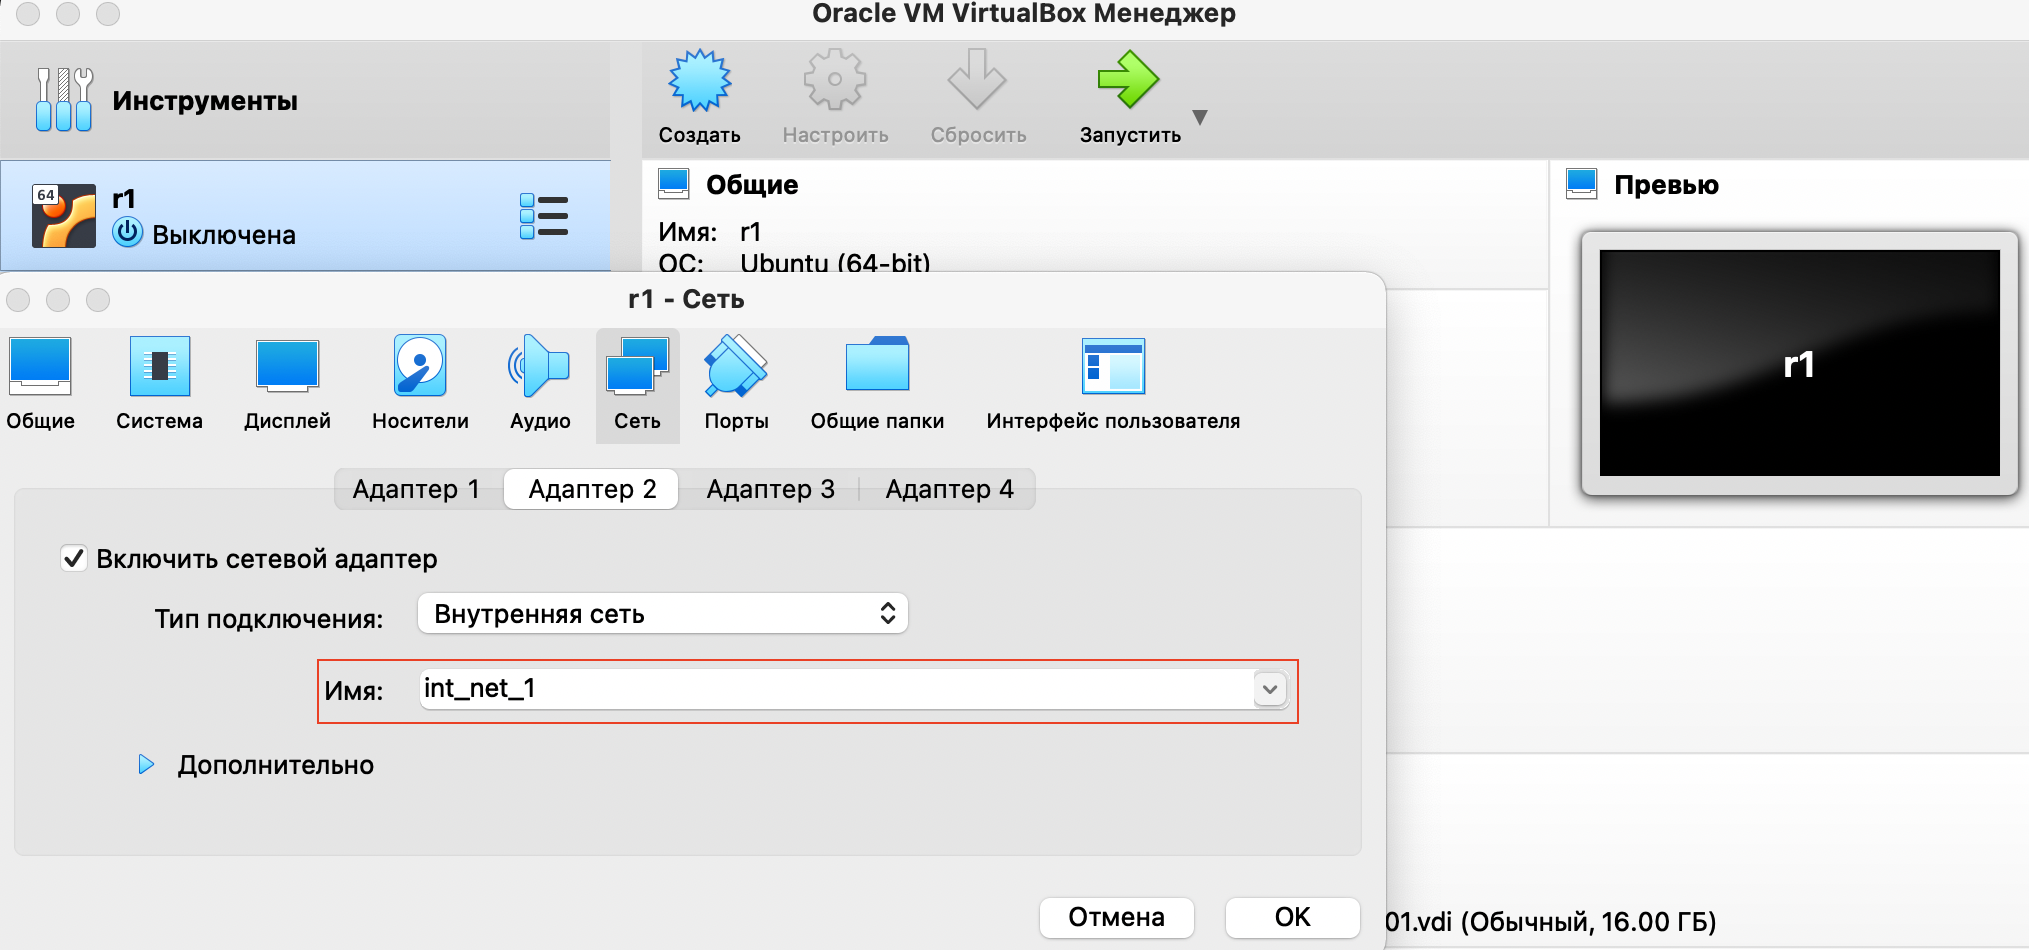 Oracle VM VirtualBox Менеджер
Инструменты
Создать
Настроить
Сбросить
Запустить
64
r1
Выключена
Общие
Имя: r1
ОС: Ubuntu (64-bit)
Превью
r1
r1 - Сеть
Общие
Система
Дисплей
Носители
Аудио
Сеть
Порты
Общие папки
Интерфейс пользователя
Адаптер 1
Адаптер 2
Адаптер 3
Адаптер 4
Включить сетевой адаптер
Тип подключения: Внутренняя сеть
Имя: int_net_1
Дополнительно
Отмена
OK
01.vdi (Обычный, 16.00 ГБ)